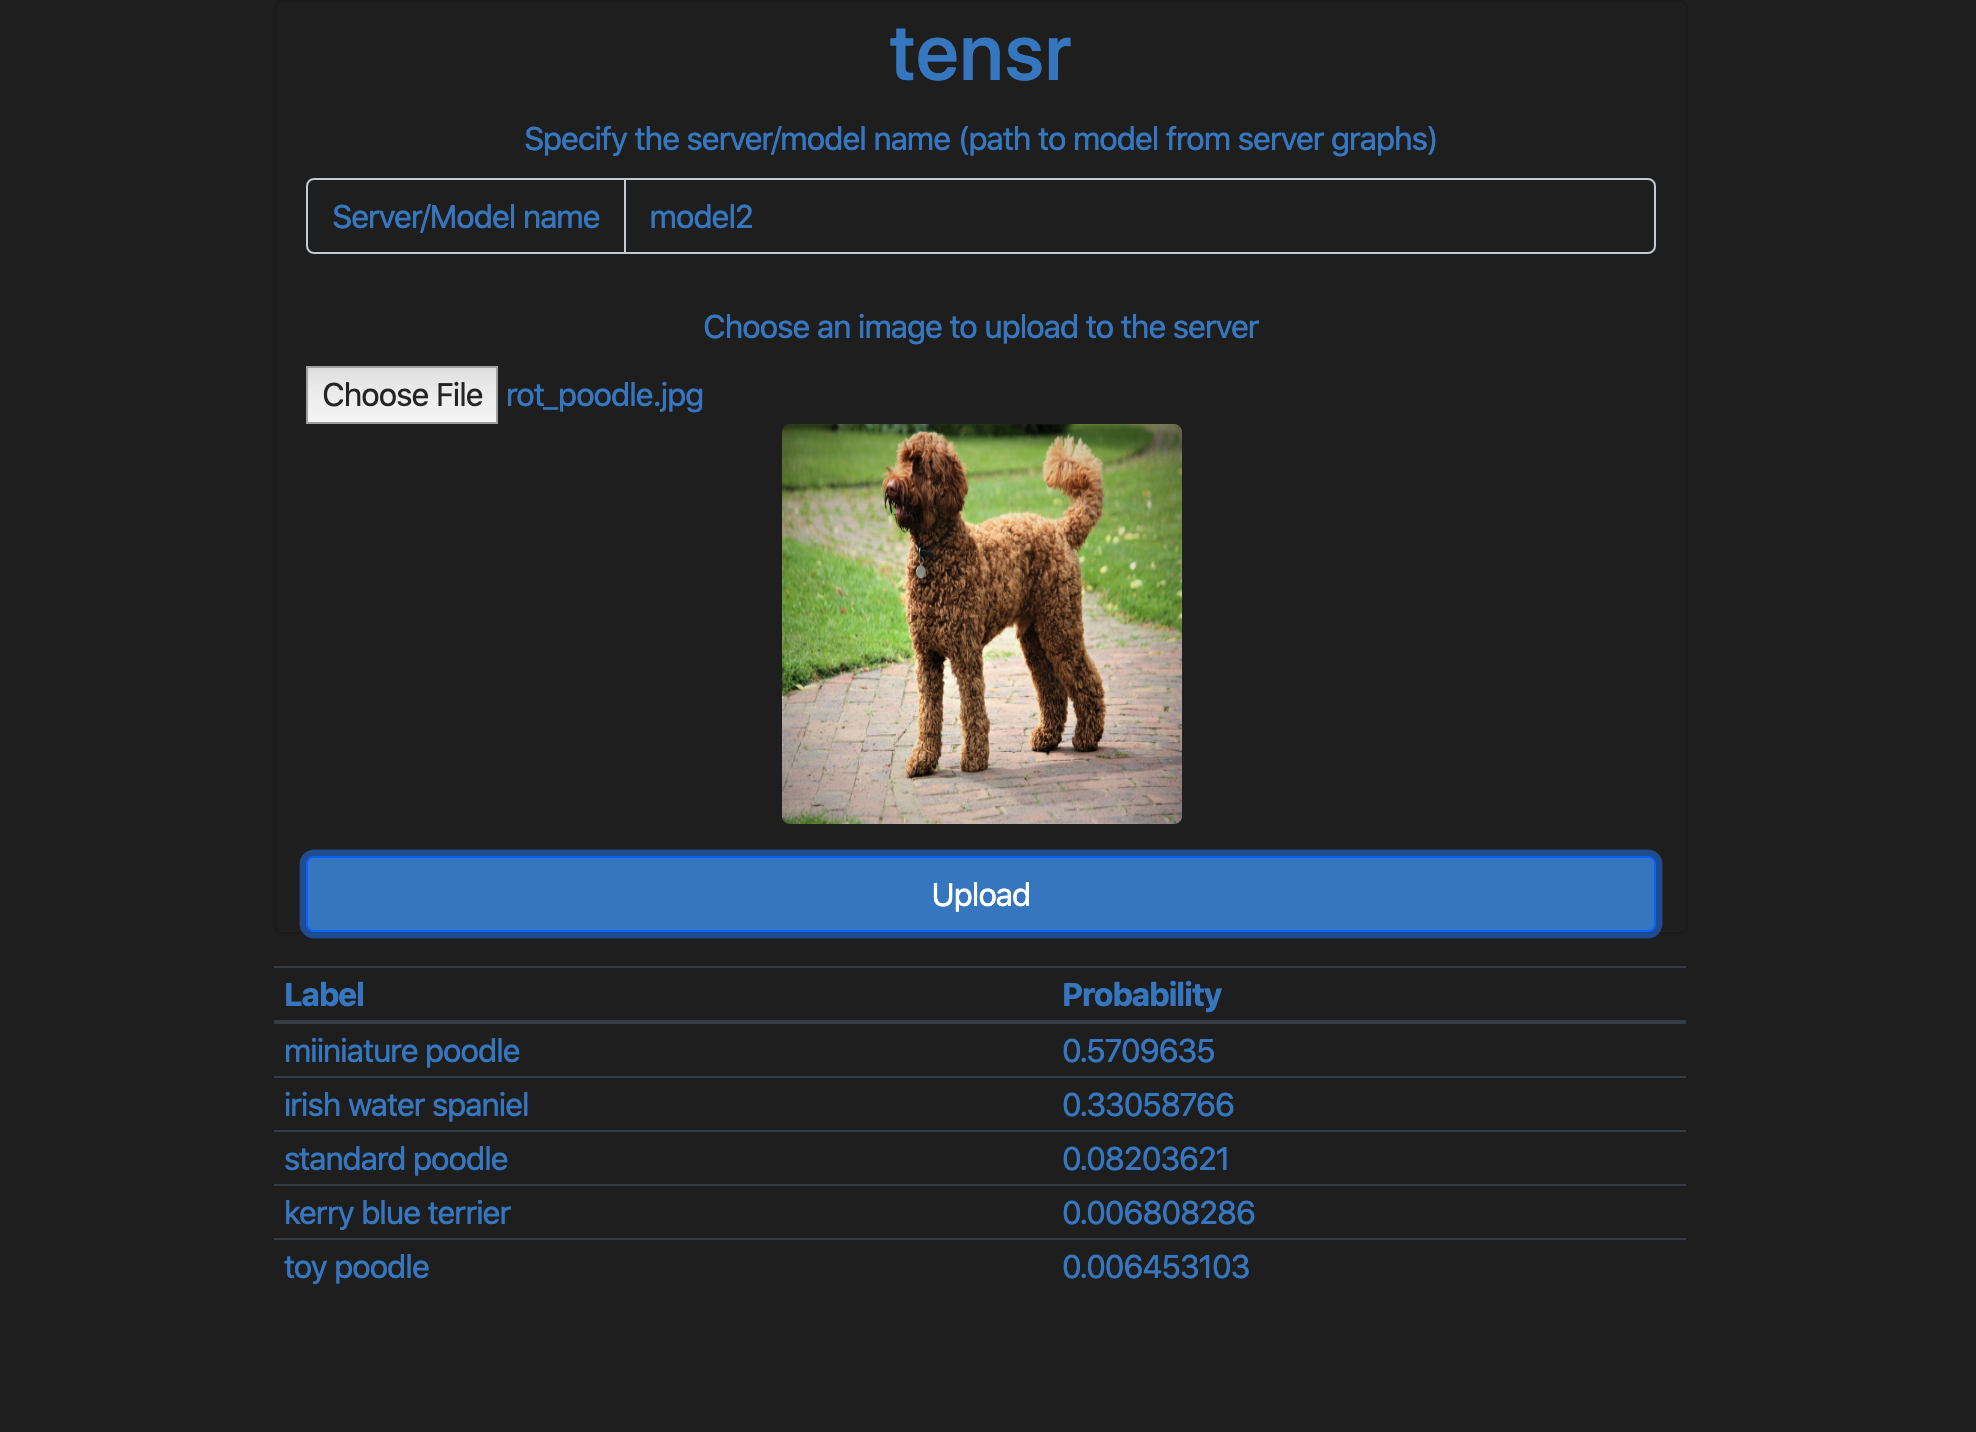 tensr
Specify the server/model name (path to model from server graphs)
Server/Model name model2
Choose an image to upload to the server
Choose File rot_poodle.jpg
Upload
Label Probability
miiniature poodle 0.5709635
irish water spaniel 0.33058766
standard poodle 0.08203621
kerry blue terrier 0.006808286
toy poodle 0.006453103